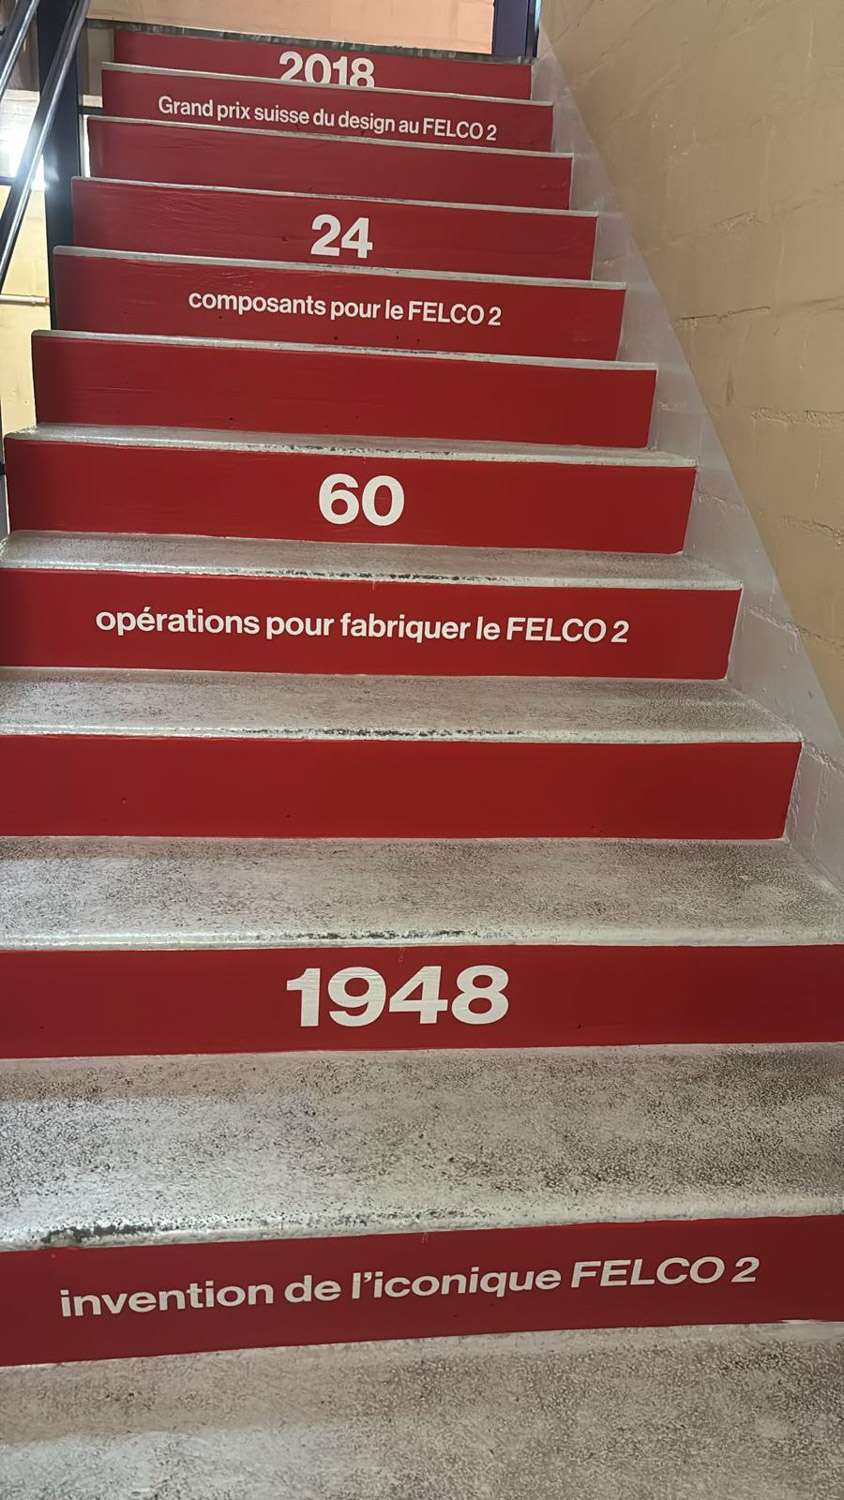 2018
Grand prix suisse du design au FELCO 2
24
composants pour le FELCO 2
60
opérations pour fabriquer le FELCO 2
1948
invention de l'iconique FELCO 2